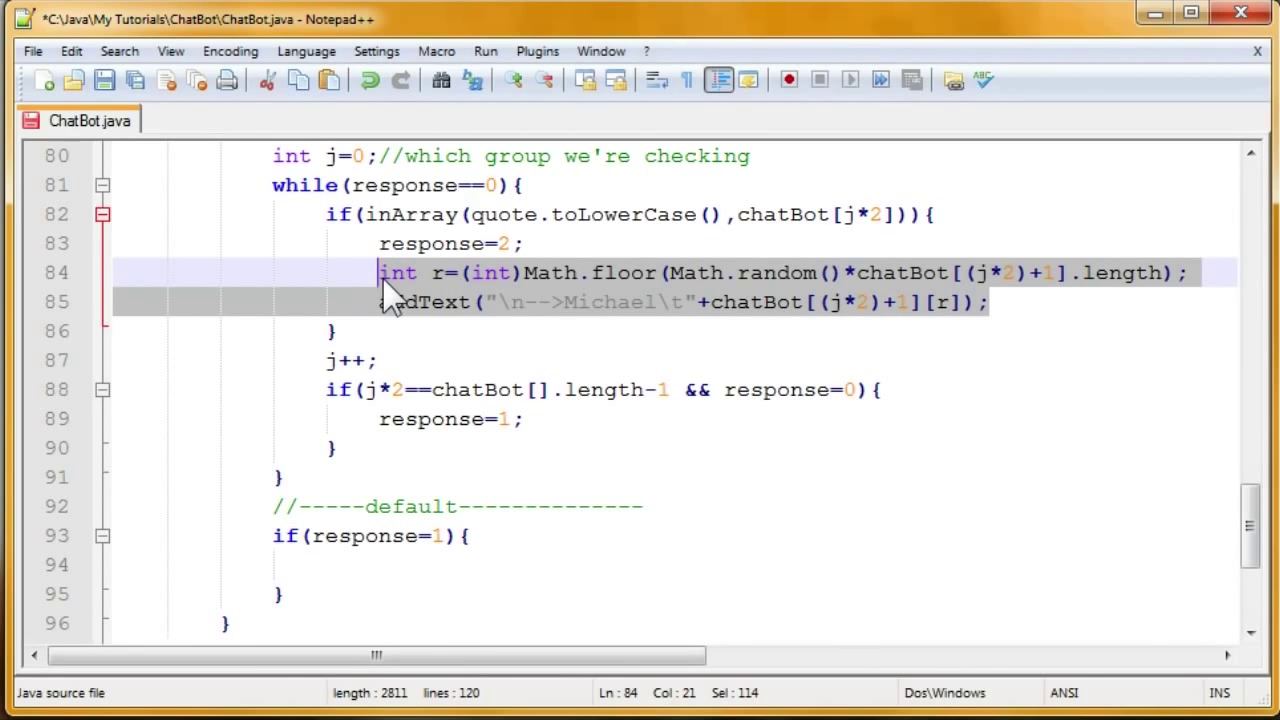 *C:\Java\My Tutorials\ChatBot\ChatBot.java - Notepad++
File Edit Search View Encoding Language Settings Macro Run Plugins Window ? X
ChatBot.java
80 int j=0;//which group we're checking
81 while(response==0){
82 if(inArray(quote.toLowerCase(),chatBot[j*2])){
83 response=2;
84 int r=(int)Math.floor(Math.random()*chatBot[(j*2)+1].length);
85 addText("\n-->Michael\t"+chatBot[(j*2)+1][r]);
86 }
87 j++;
88 if(j*2==chatBot[].length-1 && response=0){
89 response=1;
90 }
91 }
92 //-----default--------------
93 if(response=1){
94
95 }
96 }
Java source file length : 2811 lines : 120 Ln : 84 Col : 21 Sel : 114 Dos\Windows ANSI INS